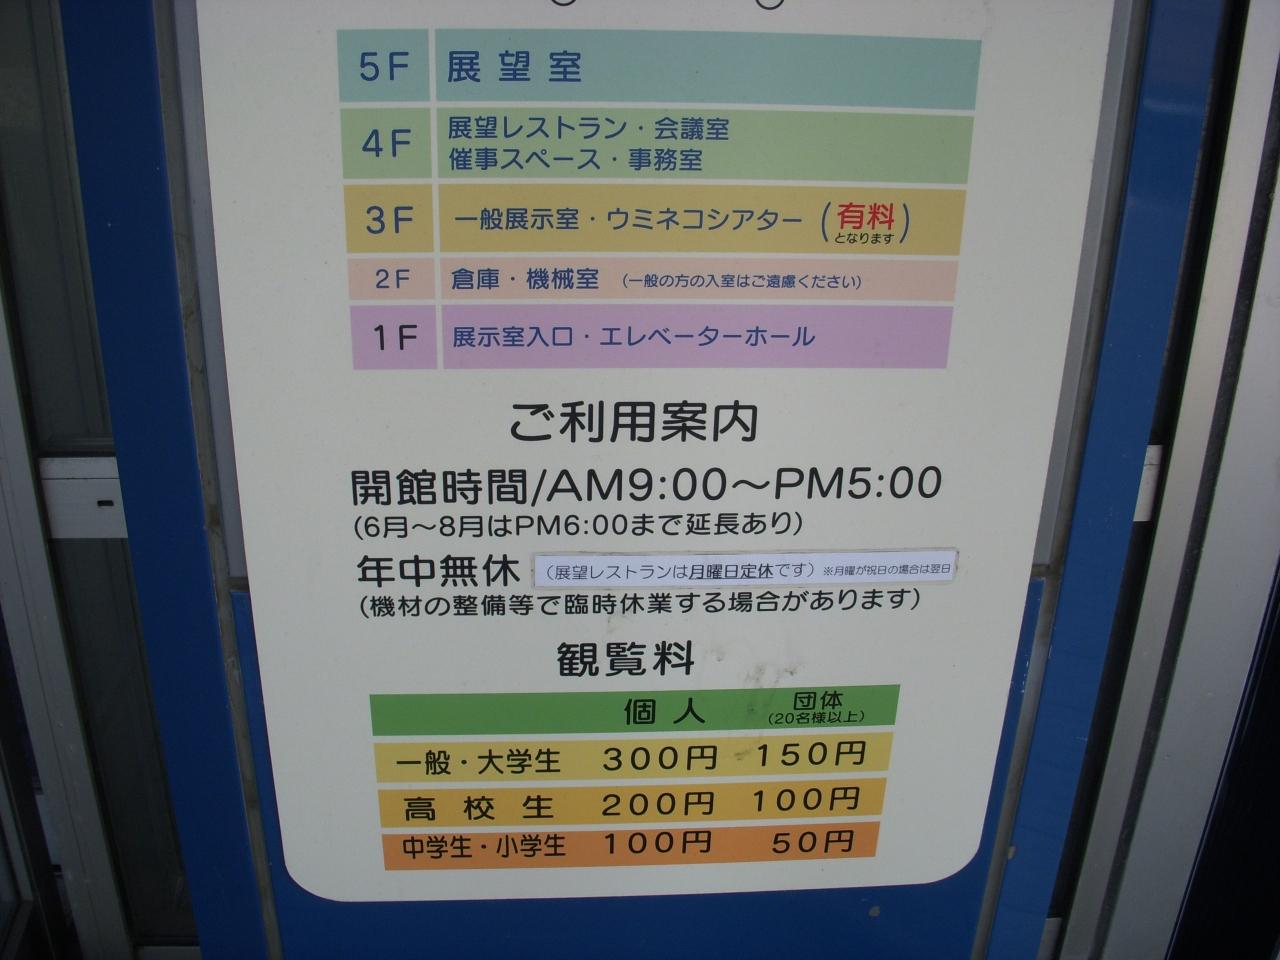 5F 展望室
4F 展望レストラン・会議室
催事スペース・事務室
3F 一般展示室・ウミネコシアター (有料となります)
2F 倉庫・機械室 (一般の方の入室はご遠慮ください)
1F 展示室入口・エレベーターホール
ご利用案内
開館時間/AM9:00〜PM5:00
(6月〜8月はPM6:00まで延長あり)
年中無休 (展望レストランは月曜日定休です) ※月曜が祝日の場合は翌日
(機材の整備等で臨時休業する場合があります)
観覧料
個人 団体
(20名様以上)
一般・大学生 300円 150円
高校生 200円 100円
中学生・小学生 100円 50円